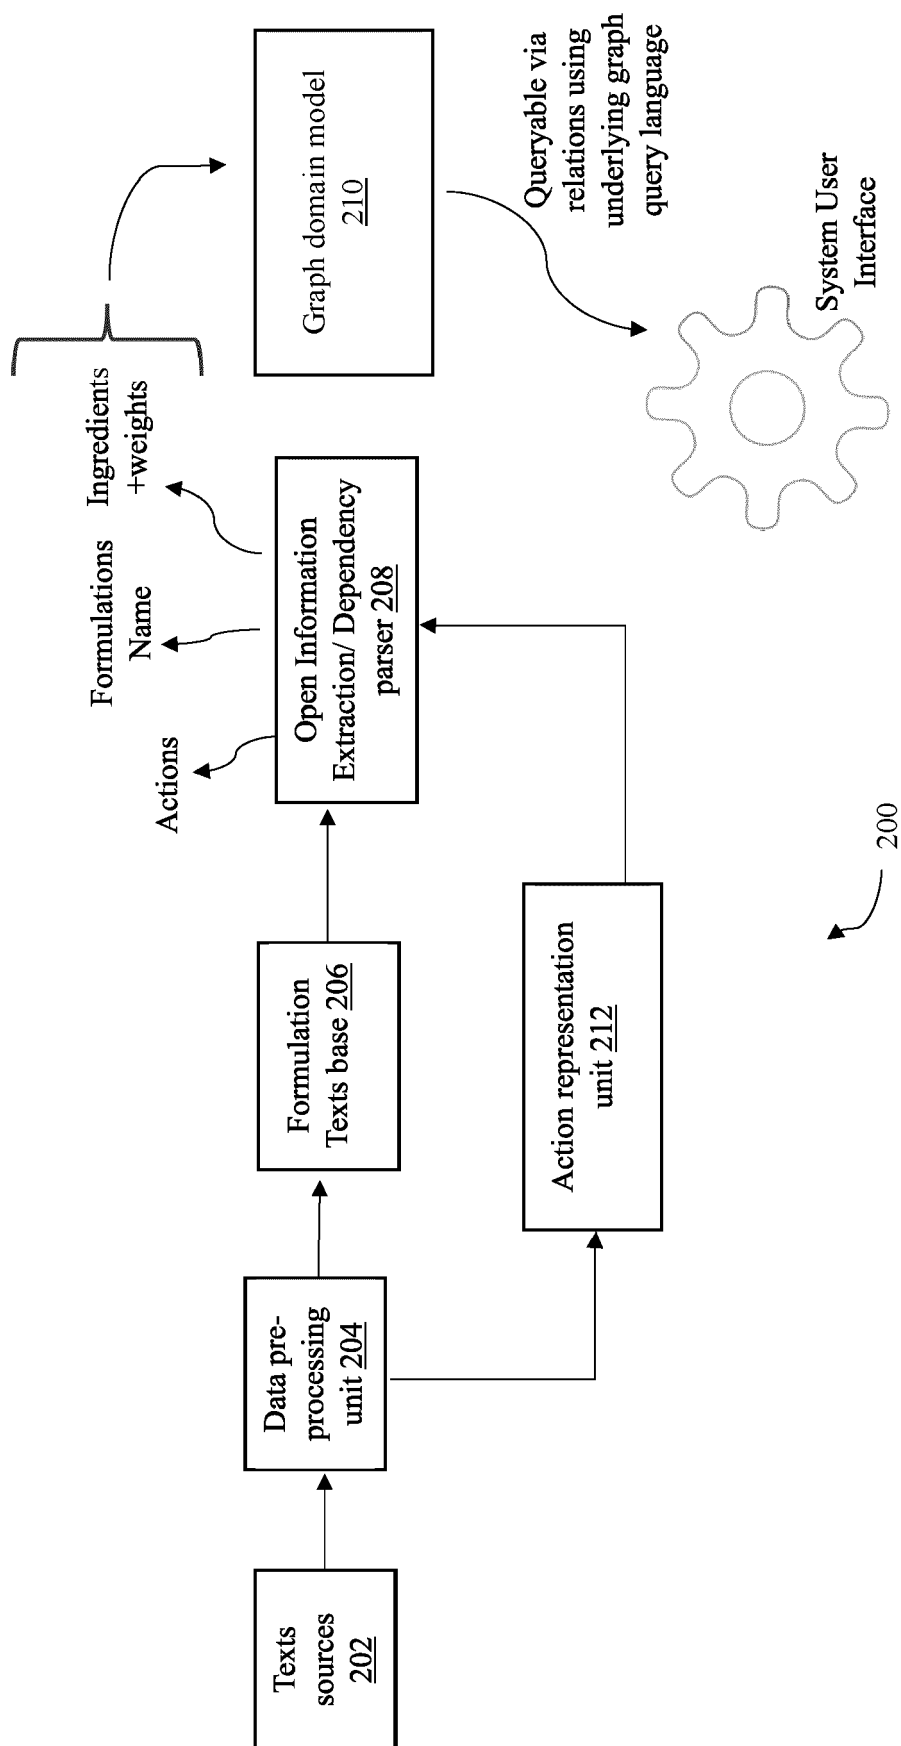 Texts
sources
202
Data pre-
processing
unit 204
Formulation
Texts base 206
Action representation
unit 212
Open Information
Extraction/ Dependency
parser 208
Actions
Formulations
Name
Ingredients
+weights
Graph domain model
210
Queryable via
relations using
underlying graph
query language
System User
Interface
200